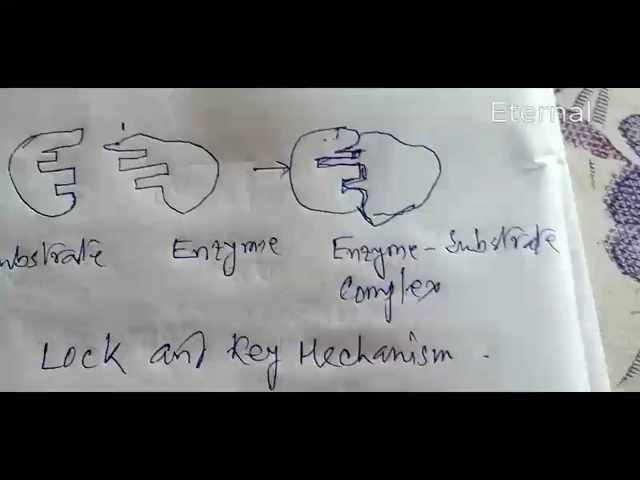 Eternal
ubstrate Enzyme Enzyme-Substrate
Complex
Lock and Key Mechanism.